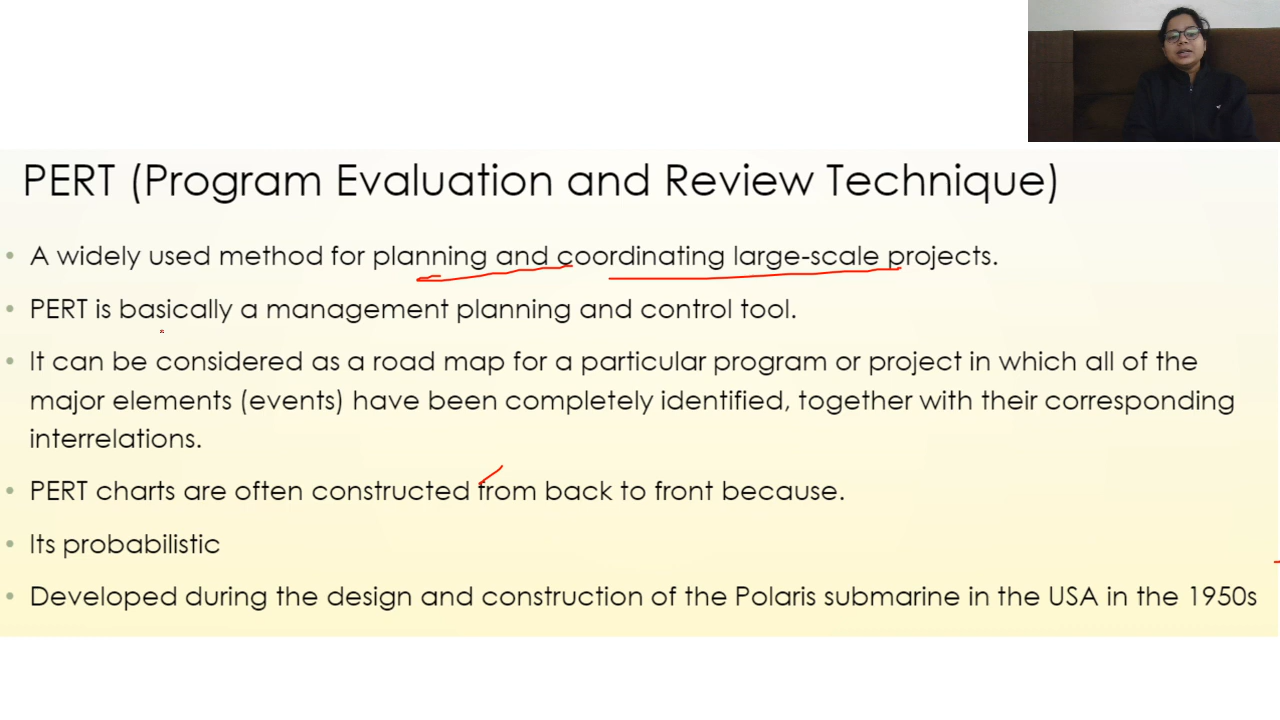 PERT (Program Evaluation and Review Technique)
• A widely used method for planning and coordinating large-scale projects.
• PERT is basically a management planning and control tool.
• It can be considered as a road map for a particular program or project in which all of the
major elements (events) have been completely identified, together with their corresponding
interrelations.
• PERT charts are often constructed from back to front because.
• Its probabilistic
• Developed during the design and construction of the Polaris submarine in the USA in the 1950s